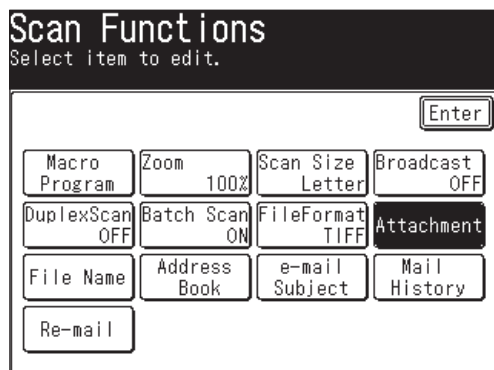 Scan Functions
Select item to edit.
Enter
Macro Program
Zoom 100%
Scan Size Letter
Broadcast OFF
DuplexScan OFF
Batch Scan ON
FileFormat TIFF
Attachment
File Name
Address Book
e-mail Subject
Mail History
Re-mail